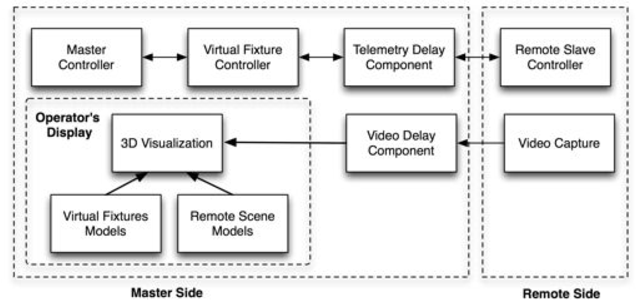 Master
Controller
Virtual Fixture
Controller
Telemetry Delay
Component
Remote Slave
Controller
Operator's
Display
3D Visualization
Video Delay
Component
Video Capture
Virtual Fixtures
Models
Remote Scene
Models
Master Side
Remote Side